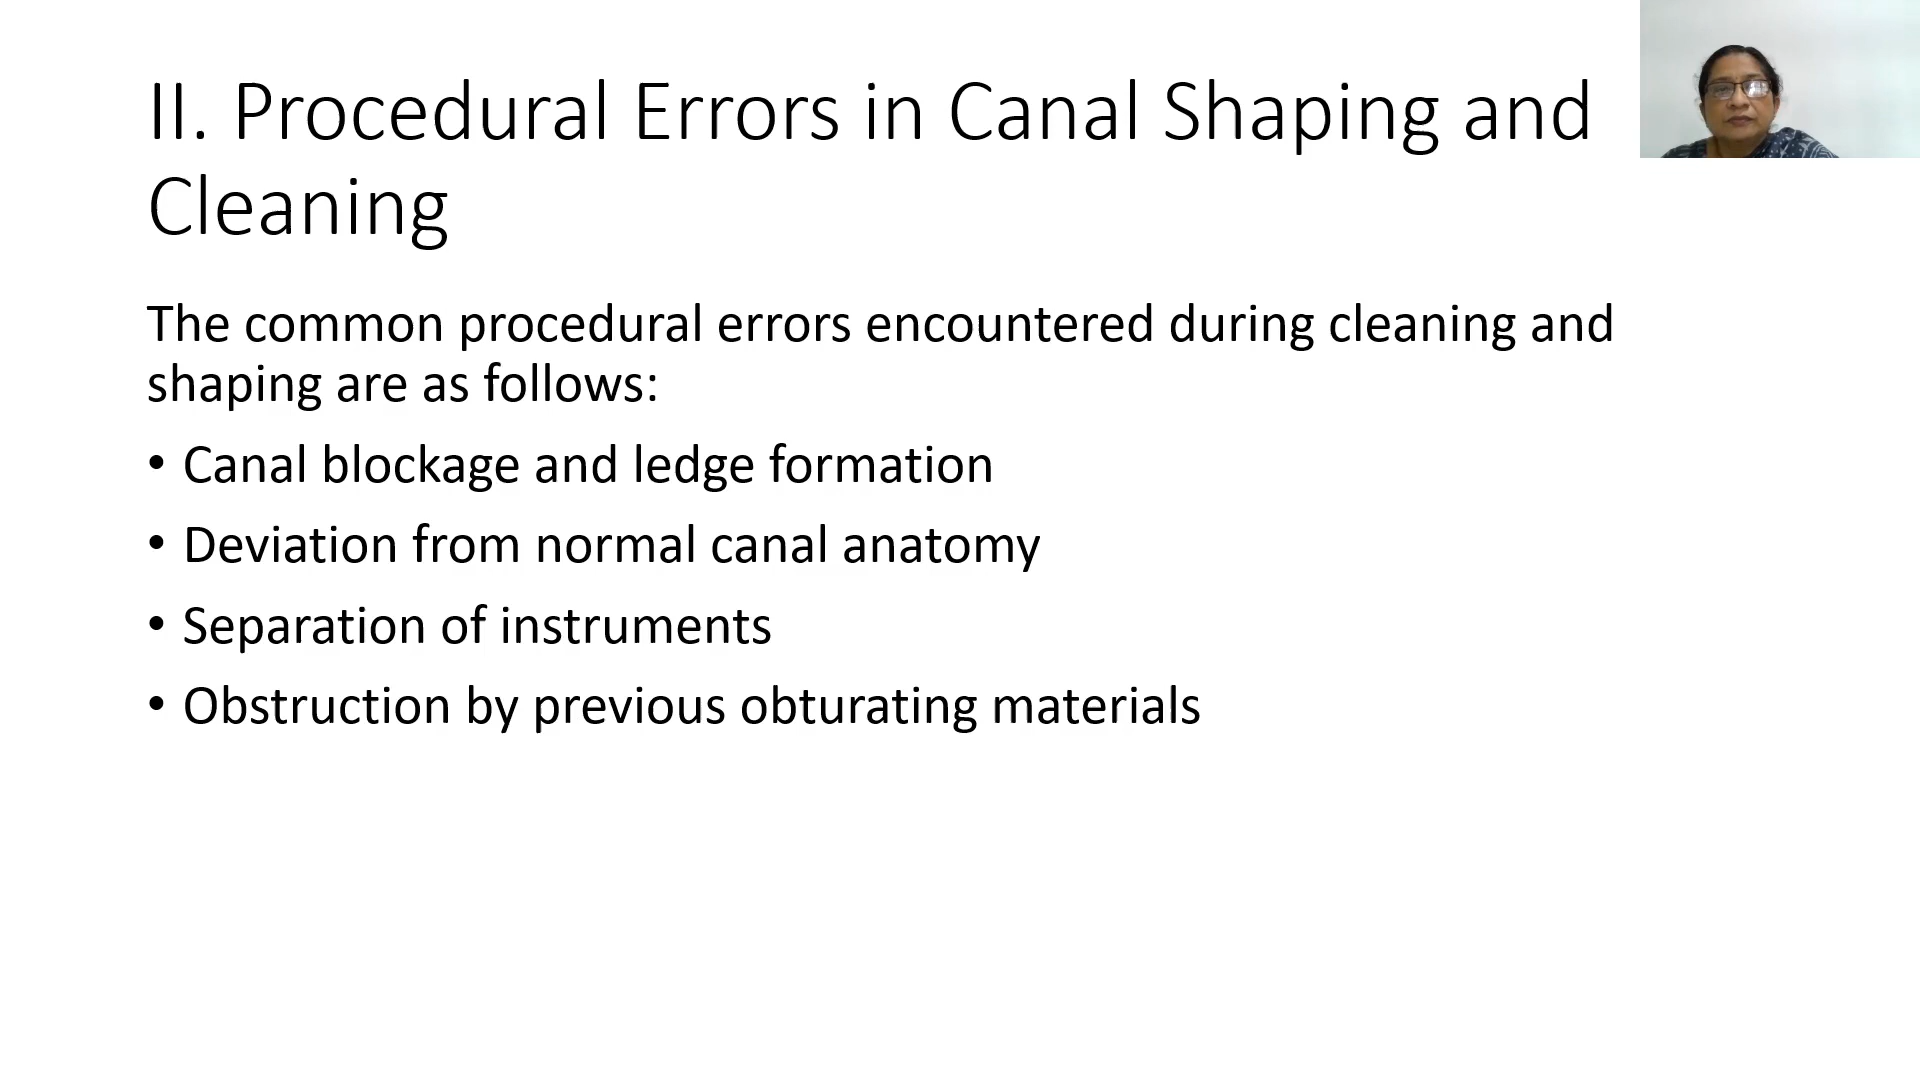 II. Procedural Errors in Canal Shaping and
Cleaning
The common procedural errors encountered during cleaning and
shaping are as follows:
• Canal blockage and ledge formation
• Deviation from normal canal anatomy
• Separation of instruments
• Obstruction by previous obturating materials